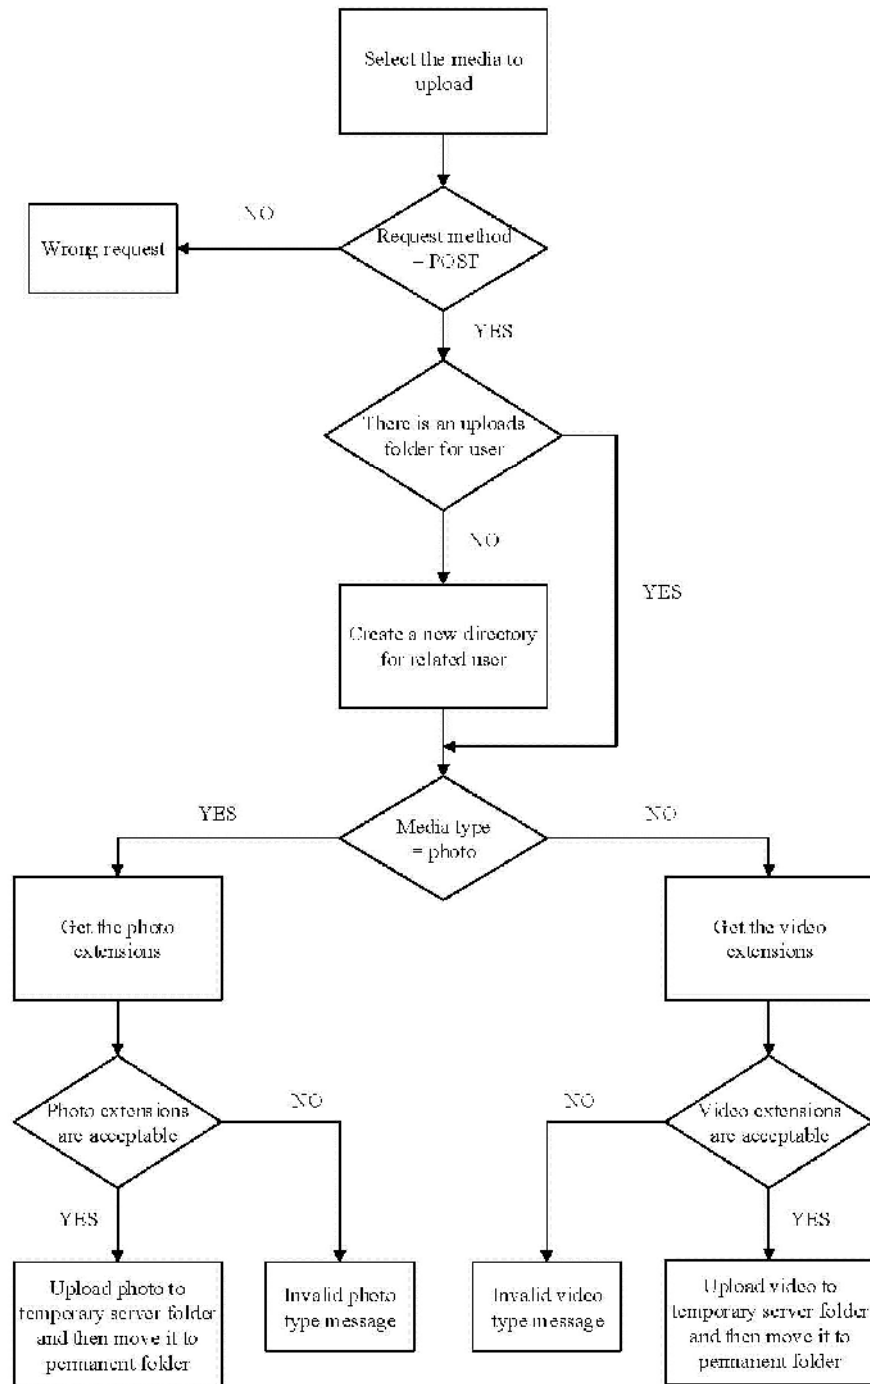 Select the media to
upload
NO
Wrong request
Request method
= POST
YES
There is an uploads
folder for user
NO
YES
Create a new directory
for related user
YES
Media type
= photo
NO
Get the photo
extensions
Get the video
extensions
Photo extensions
are acceptable
NO
NO
Video extensions
are acceptable
YES
YES
Upload photo to
temporary server folder
and then move it to
permanent folder
Invalid photo
type message
Invalid video
type message
Upload video to
temporary server folder
and then move it to
permanent folder